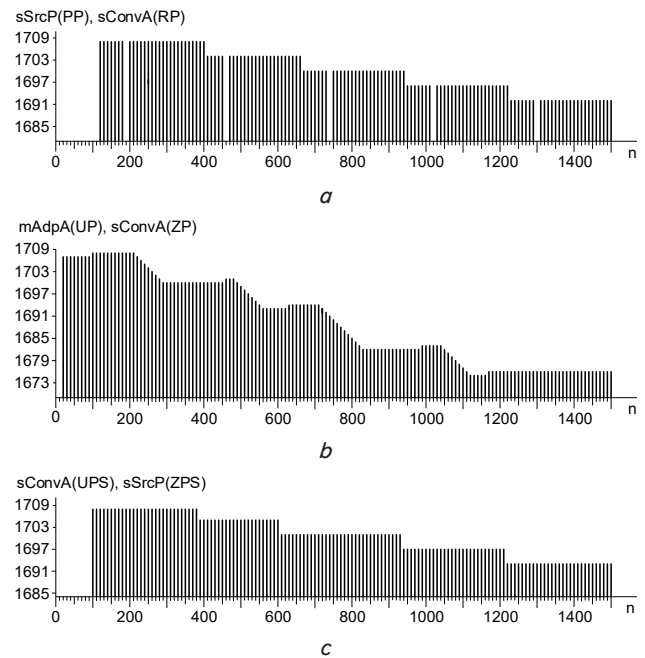 sSrcP(PP), sConvA(RP)
1709
1703
1697
1691
1685
0 200 400 600 800 1000 1200 1400 n
a
mAdpA(UP), sConvA(ZP)
1709
1703
1697
1691
1685
1679
1673
0 200 400 600 800 1000 1200 1400 n
b
sConvA(UPS), sSrcP(ZPS)
1709
1703
1697
1691
1685
0 200 400 600 800 1000 1200 1400 n
c